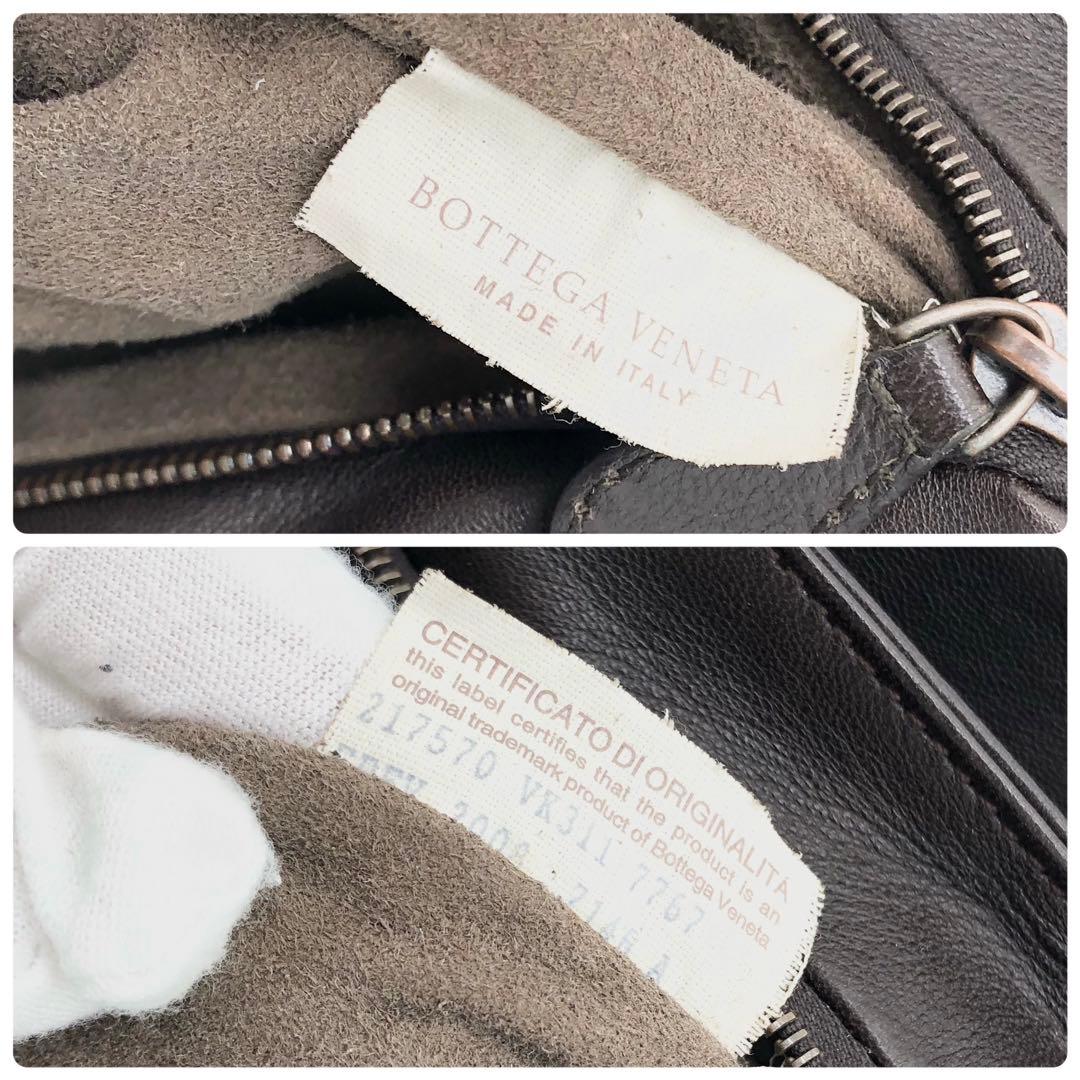 BOTTEGA VENETA
MADE IN ITALY
CERTIFICATO DI ORIGINALITÀ
this label certifies that the product is an
original trademark product of Bottega Veneta
217570 VK311 7767
2008 A